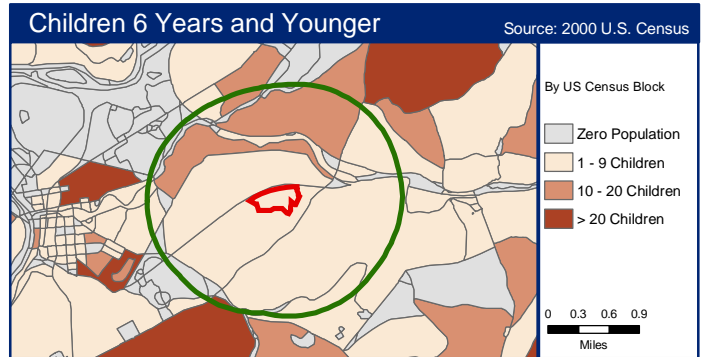 Children 6 Years and Younger
Source: 2000 U.S. Census
By US Census Block
Zero Population
1 - 9 Children
10 - 20 Children
> 20 Children
0 0.3 0.6 0.9
Miles